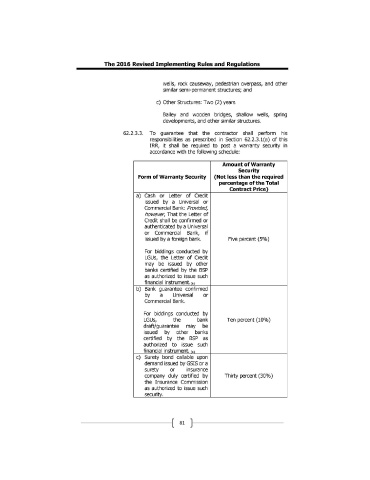 The 2016 Revised Implementing Rules and Regulations
wells, rock causeway, pedestrian overpass, and other
similar semi-permanent structures; and
c) Other Structures: Two (2) years
Bailey and wooden bridges, shallow wells, spring
developments, and other similar structures.
62.2.3.3. To guarantee that the contractor shall perform his
responsibilities as prescribed in Section 62.2.3.1(a) of this
IRR, it shall be required to post a warranty security in
accordance with the following schedule:
Form of Warranty Security
Amount of Warranty
Security
(Not less than the required
percentage of the Total
Contract Price)
a) Cash or Letter of Credit
issued by a Universal or
Commercial Bank: Provided,
however, That the Letter of
Credit shall be confirmed or
authenticated by a Universal
or Commercial Bank, if
issued by a foreign bank.
For biddings conducted by
LGUs, the Letter of Credit
may be issued by other
banks certified by the BSP
as authorized to issue such
financial instrument.
Five percent (5%)
b) Bank guarantee confirmed
by a Universal or
Commercial Bank.
For biddings conducted by
LGUs, the bank
draft/guarantee may be
issued by other banks
certified by the BSP as
authorized to issue such
financial instrument.
Ten percent (10%)
c) Surety bond callable upon
demand issued by GSIS or a
surety or insurance
company duly certified by
the Insurance Commission
as authorized to issue such
security.
Thirty percent (30%)
81